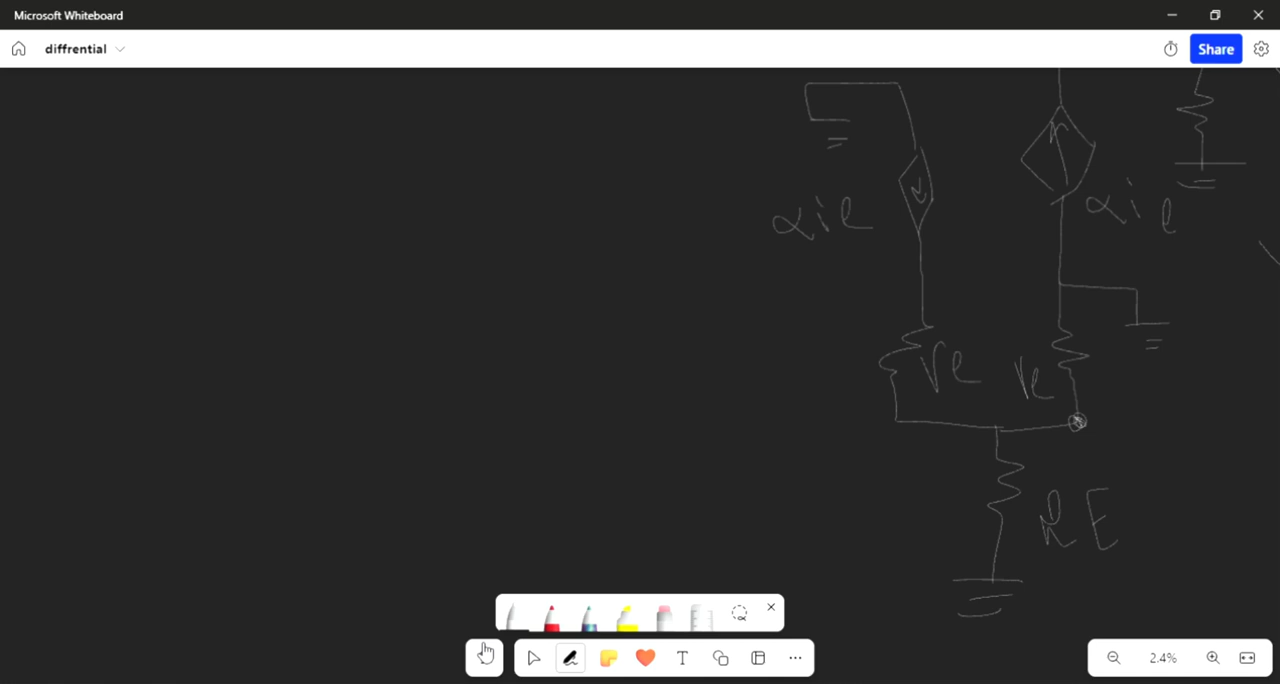 Microsoft Whiteboard
diffrential
Share
αie
αie
re
re
RE
2.4%